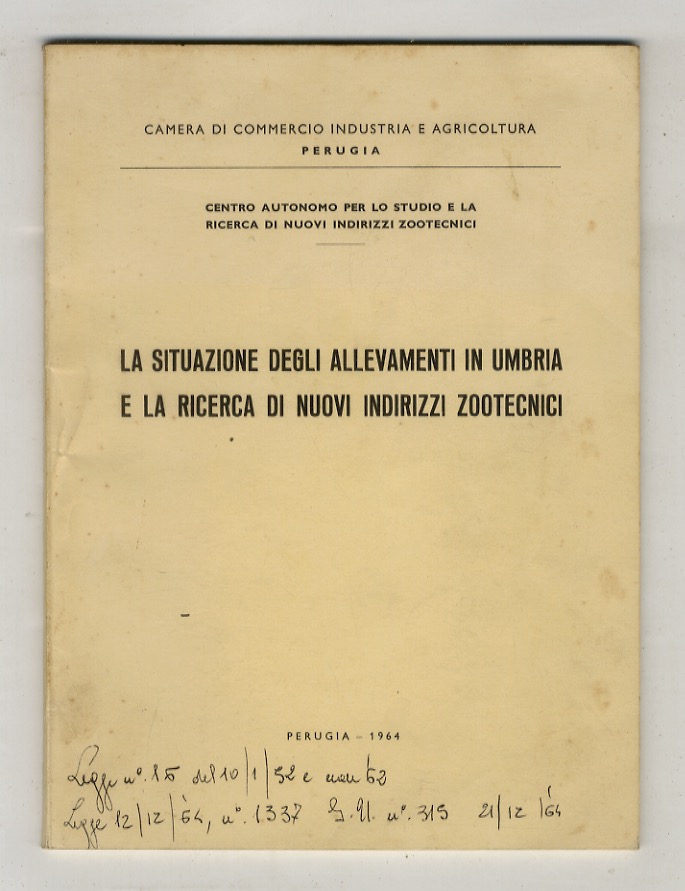 CAMERA DI COMMERCIO INDUSTRIA E AGRICOLTURA
PERUGIA
CENTRO AUTONOMO PER LO STUDIO E LA
RICERCA DI NUOVI INDIRIZZI ZOOTECNICI
LA SITUAZIONE DEGLI ALLEVAMENTI IN UMBRIA
E LA RICERCA DI NUOVI INDIRIZZI ZOOTECNICI
PERUGIA - 1964
Legge n°. 15 del 10/1/52 e '62
Legge 12/12/'64, n°. 1337 G.U. n°. 315 21/12/'64